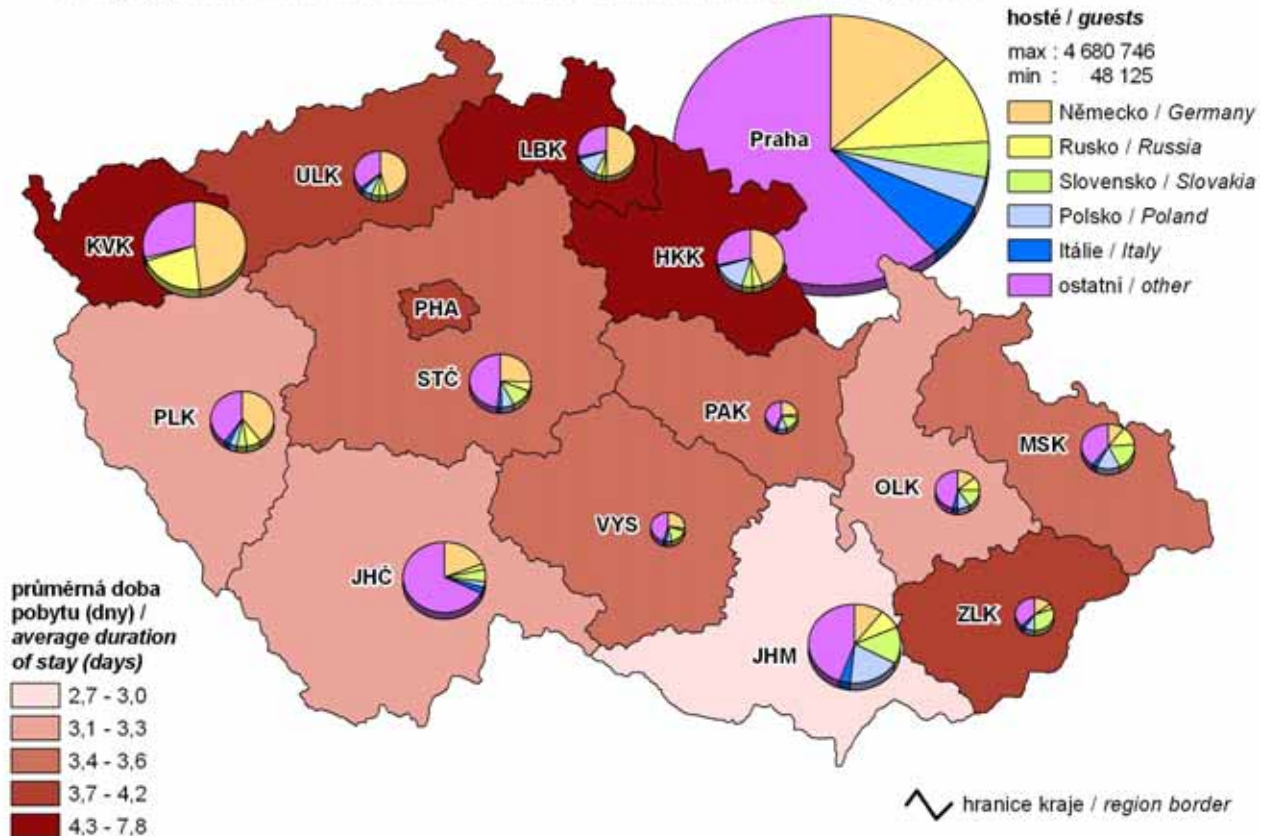 hosté / guests
max : 4 680 746
min : 48 125
Německo / Germany
Rusko / Russia
Slovensko / Slovakia
Polsko / Poland
Itálie / Italy
ostatní / other
Praha
LBK
ULK
KVK
HKK
PHA
STČ
PLK
PAK
MSK
OLK
VYS
JHČ
ZLK
JHM
průměrná doba
pobytu (dny) /
average duration
of stay (days)
2,7 - 3,0
3,1 - 3,3
3,4 - 3,6
3,7 - 4,2
4,3 - 7,8
hranice kraje / region border